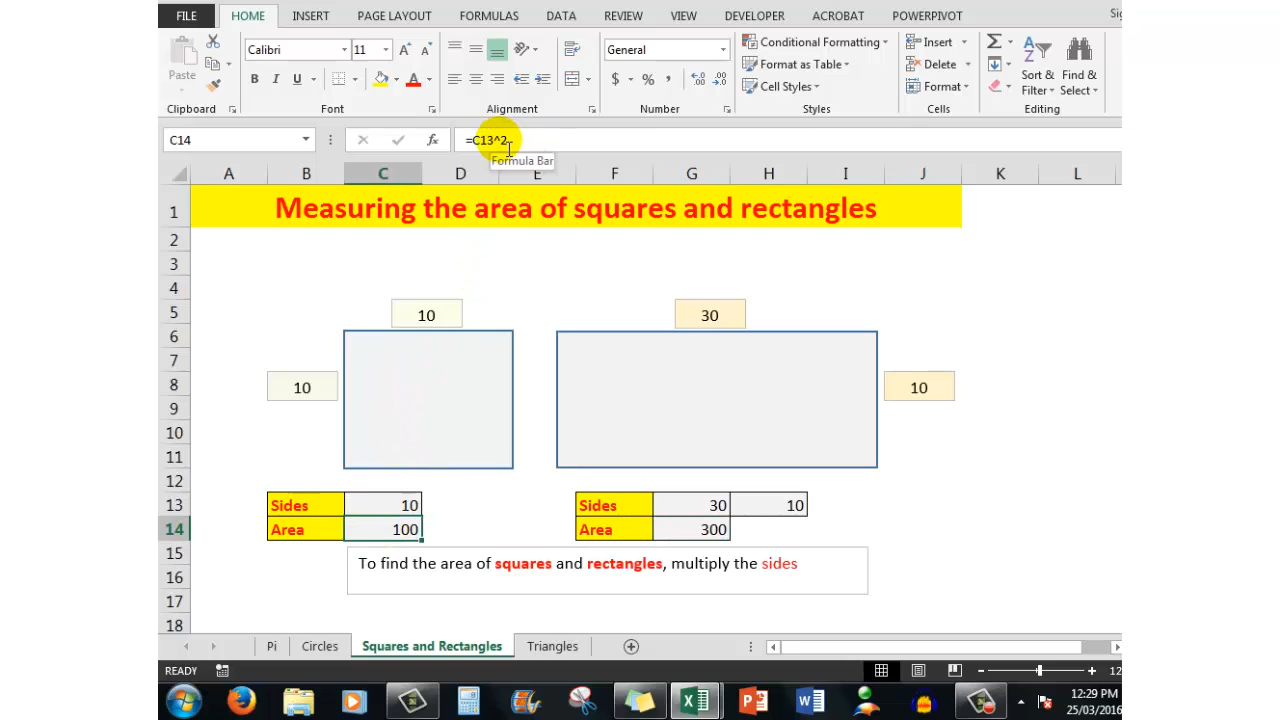 FILE HOME INSERT PAGE LAYOUT FORMULAS DATA REVIEW VIEW DEVELOPER ACROBAT POWERPIVOT
Calibri 11 General Conditional Formatting Insert
Paste B I U $ % , Format as Table Delete Sort & Find &
Cell Styles Format Filter Select
Clipboard Font Alignment Number Styles Cells Editing
C14 fx =C13^2
Formula Bar
A B C D E F G H I J K L
1 Measuring the area of squares and rectangles
2
3
4
5 10 30
6
7
8 10 10
9
10
11
12
13 Sides 10 Sides 30 10
14 Area 100 Area 300
15 To find the area of squares and rectangles, multiply the sides
16
17
18
Pi Circles Squares and Rectangles Triangles
READY 12
12:29 PM
25/03/2016